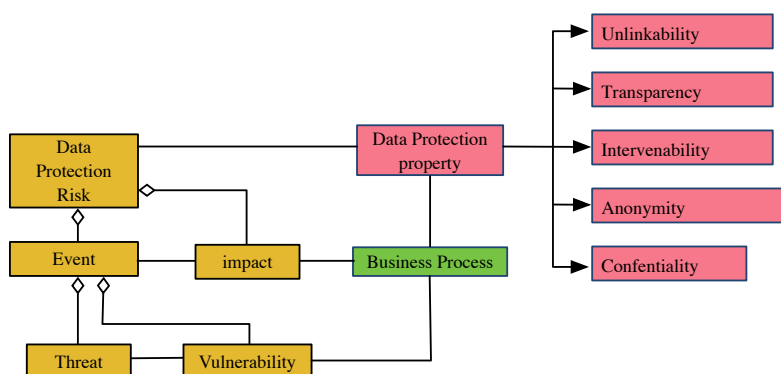 Unlinkability
Transparency
Data
Protection
Risk
Data Protection
property
Intervenability
Anonymity
Event
impact
Business Process
Confentiality
Threat
Vulnerability